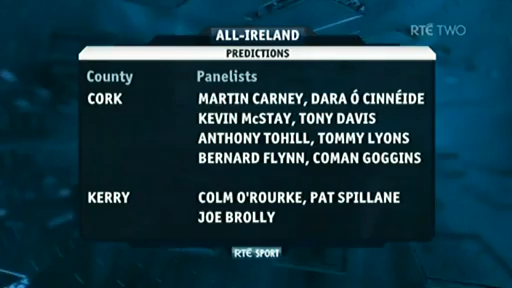 ALL-IRELAND
RTÉ TWO
PREDICTIONS
County Panelists
CORK MARTIN CARNEY, DARA Ó CINNÉIDE
KEVIN McSTAY, TONY DAVIS
ANTHONY TOHILL, TOMMY LYONS
BERNARD FLYNN, COMAN GOGGINS
KERRY COLM O'ROURKE, PAT SPILLANE
JOE BROLLY
RTÉ SPORT